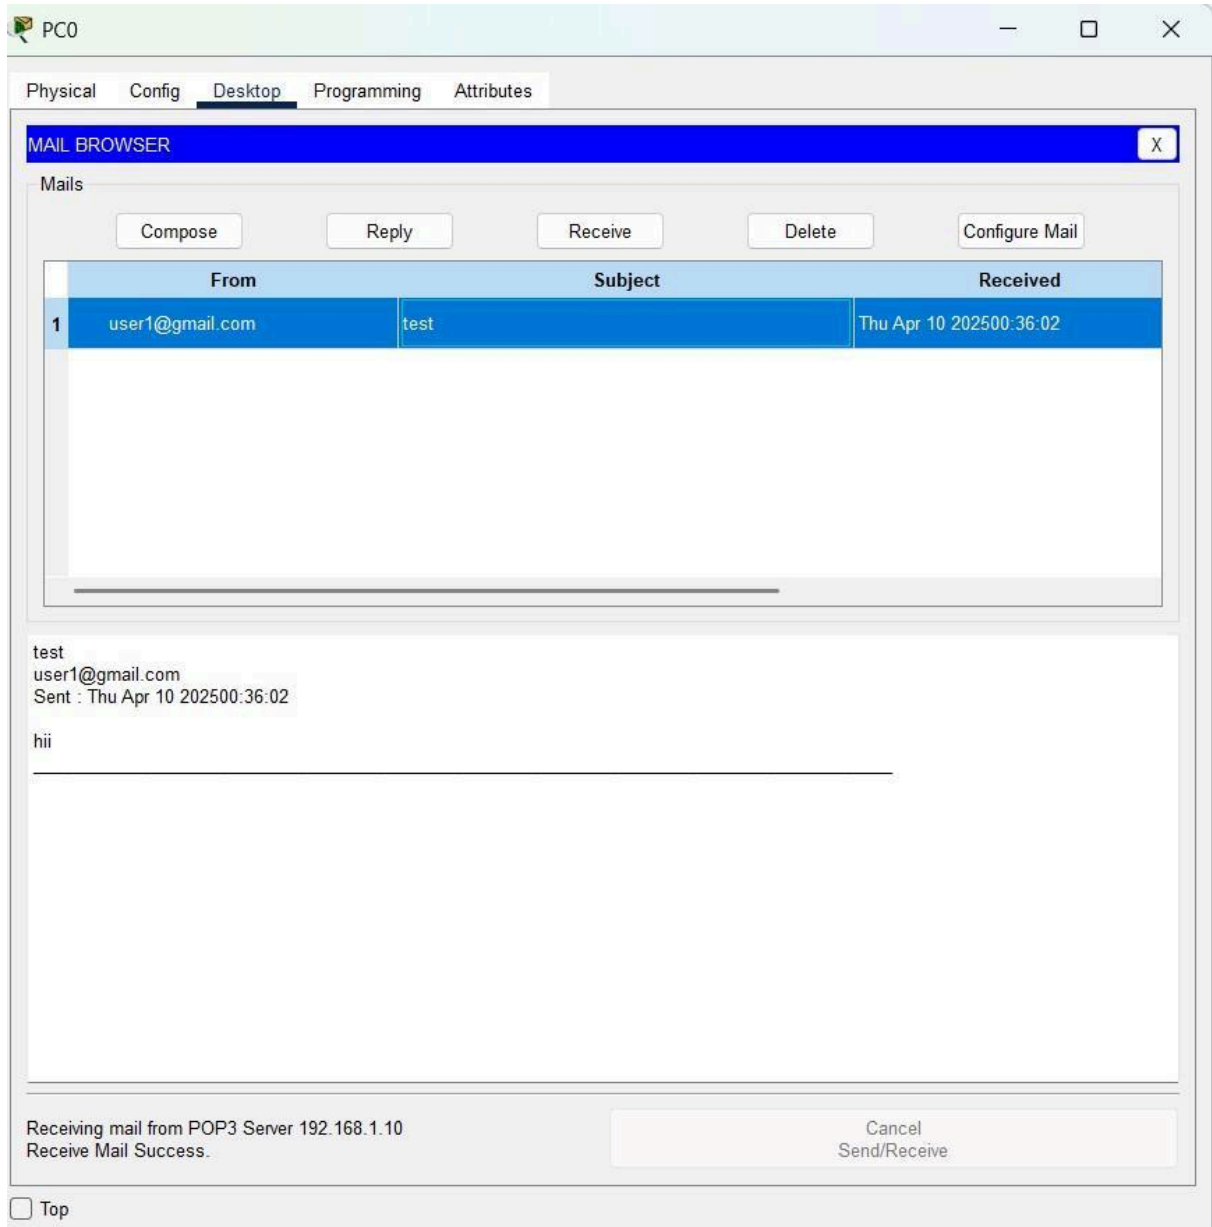 PC0
Physical Config Desktop Programming Attributes
MAIL BROWSER X
Mails
Compose Reply Receive Delete Configure Mail
From Subject Received
1 user1@gmail.com test Thu Apr 10 202500:36:02
test
user1@gmail.com
Sent : Thu Apr 10 202500:36:02
hii
Receiving mail from POP3 Server 192.168.1.10
Receive Mail Success.
Cancel
Send/Receive
Top